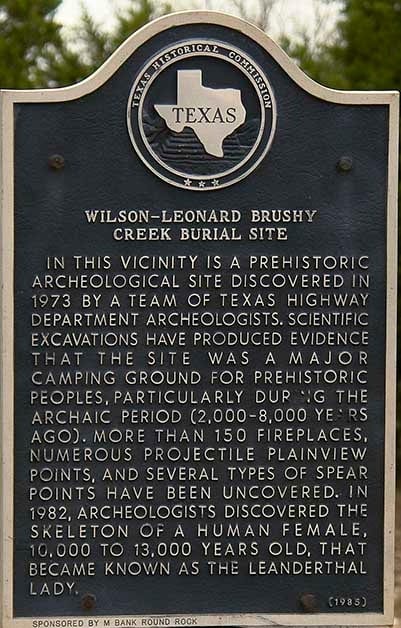 TEXAS HISTORICAL COMMISSION
TEXAS
WILSON-LEONARD BRUSHY
CREEK BURIAL SITE
IN THIS VICINITY IS A PREHISTORIC
ARCHEOLOGICAL SITE DISCOVERED IN
1973 BY A TEAM OF TEXAS HIGHWAY
DEPARTMENT ARCHEOLOGISTS. SCIENTIFIC
EXCAVATIONS HAVE PRODUCED EVIDENCE
THAT THE SITE WAS A MAJOR
CAMPING GROUND FOR PREHISTORIC
PEOPLES, PARTICULARLY DURING THE
ARCHAIC PERIOD (2,000-8,000 YEARS
AGO). MORE THAN 150 FIREPLACES,
NUMEROUS PROJECTILE PLAINVIEW
POINTS, AND SEVERAL TYPES OF SPEAR
POINTS HAVE BEEN UNCOVERED. IN
1982, ARCHEOLOGISTS DISCOVERED THE
SKELETON OF A HUMAN FEMALE,
10,000 TO 13,000 YEARS OLD, THAT
BECAME KNOWN AS THE LEANDERTHAL
LADY.
(1985)
SPONSORED BY M BANK ROUND ROCK